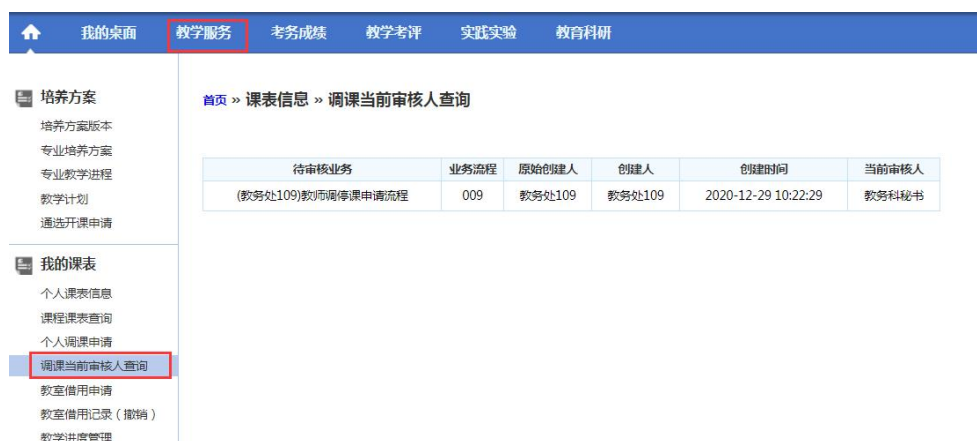 我的桌面 教学服务 考务成绩 教学考评 实践实验 教育科研
培养方案
培养方案版本
专业培养方案
专业教学进程
教学计划
通选开课申请
我的课表
个人课表信息
课程课表查询
个人调课申请
调课当前审核人查询
教室借用申请
教室借用记录（撤销）
教学进度管理
首页 » 课表信息 » 调课当前审核人查询
待审核业务 业务流程 原始创建人 创建人 创建时间 当前审核人
(教务处109)教师调停课申请流程 009 教务处109 教务处109 2020-12-29 10:22:29 教务科秘书